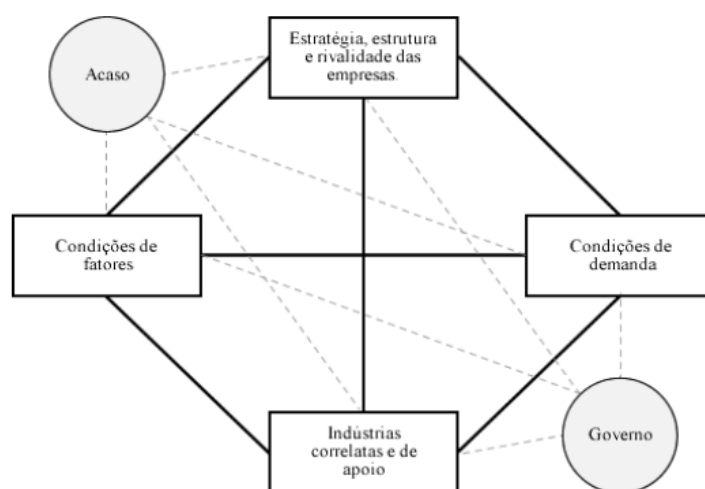 Estratégia, estrutura
e rivalidade das
empresas.
Acaso
Condições de
fatores
Condições de
demanda
Indústrias
correlatas e de
apoio
Governo